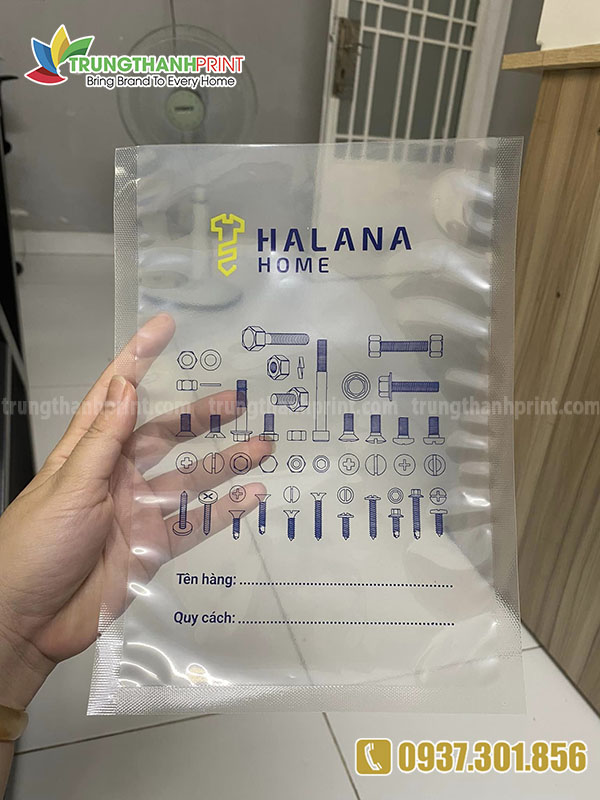 TRUNGTHANHPRINT
Bring Brand To Every Home
HALANA
HOME
trungthanhprint.com trungthanhprint.com trungthanhprint.com
Tên hàng: ............................................................
Quy cách: ............................................................
0937.301.856